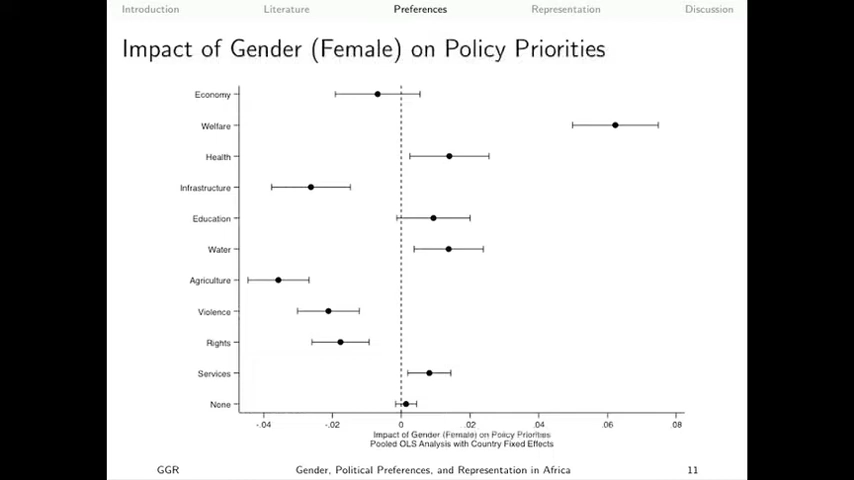 Introduction Literature Preferences Representation Discussion
Impact of Gender (Female) on Policy Priorities
Economy
Welfare
Health
Infrastructure
Education
Water
Agriculture
Violence
Rights
Services
None
-.04 -.02 0 .02 .04 .06 .08
Impact of Gender (Female) on Policy Priorities
Pooled OLS Analysis with Country Fixed Effects
GGR Gender, Political Preferences, and Representation in Africa 11